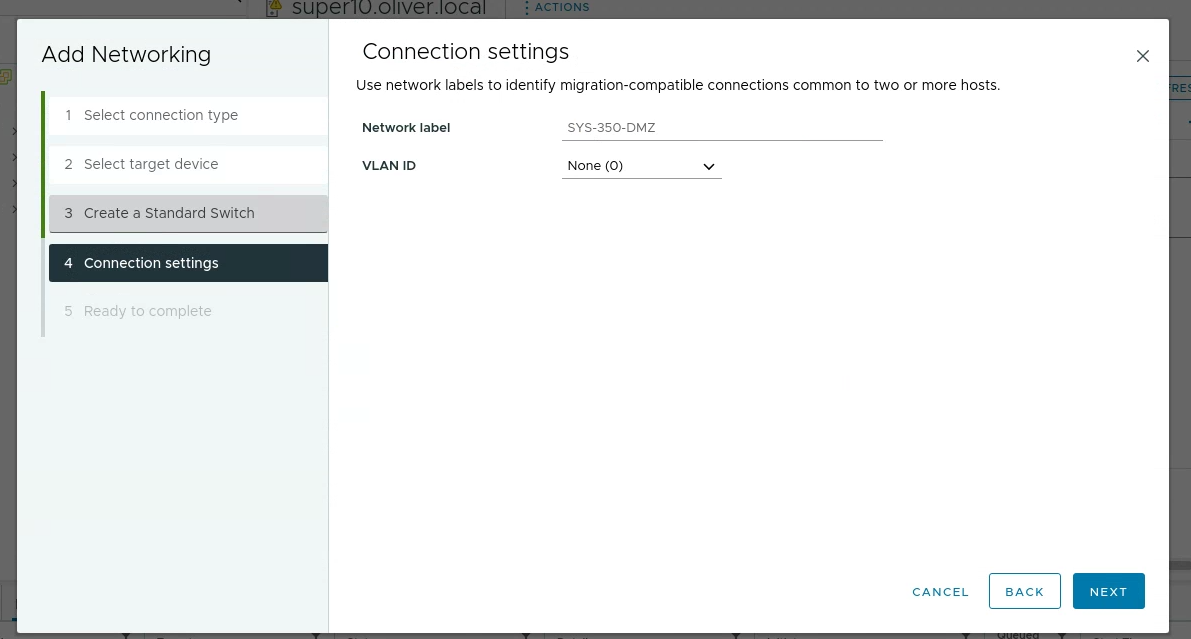 super10.oliver.local
ACTIONS
Add Networking
1 Select connection type
2 Select target device
3 Create a Standard Switch
4 Connection settings
5 Ready to complete
Connection settings
Use network labels to identify migration-compatible connections common to two or more hosts.
Network label SYS-350-DMZ
VLAN ID None (0)
CANCEL BACK NEXT
Queued